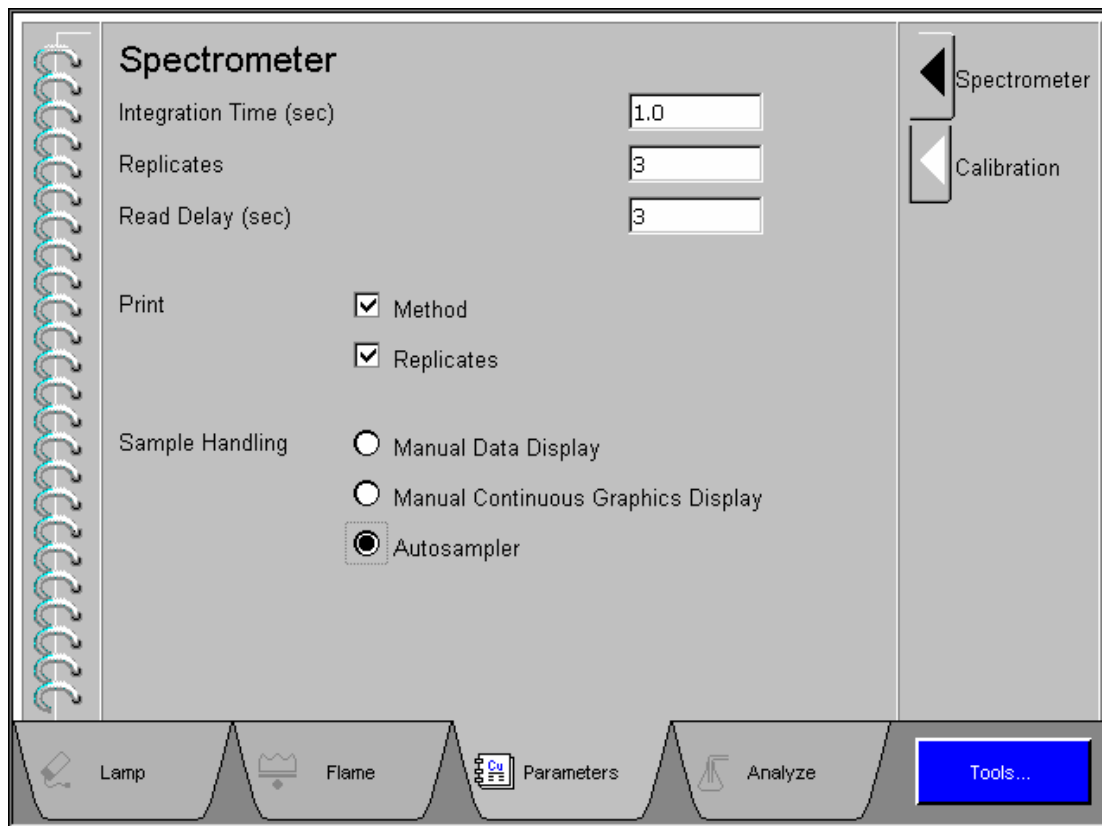 Spectrometer
Integration Time (sec) 1.0
Replicates 3
Read Delay (sec) 3
Print Method
Replicates
Sample Handling Manual Data Display
Manual Continuous Graphics Display
Autosampler
Spectrometer
Calibration
Lamp Flame Cu Parameters Analyze Tools...